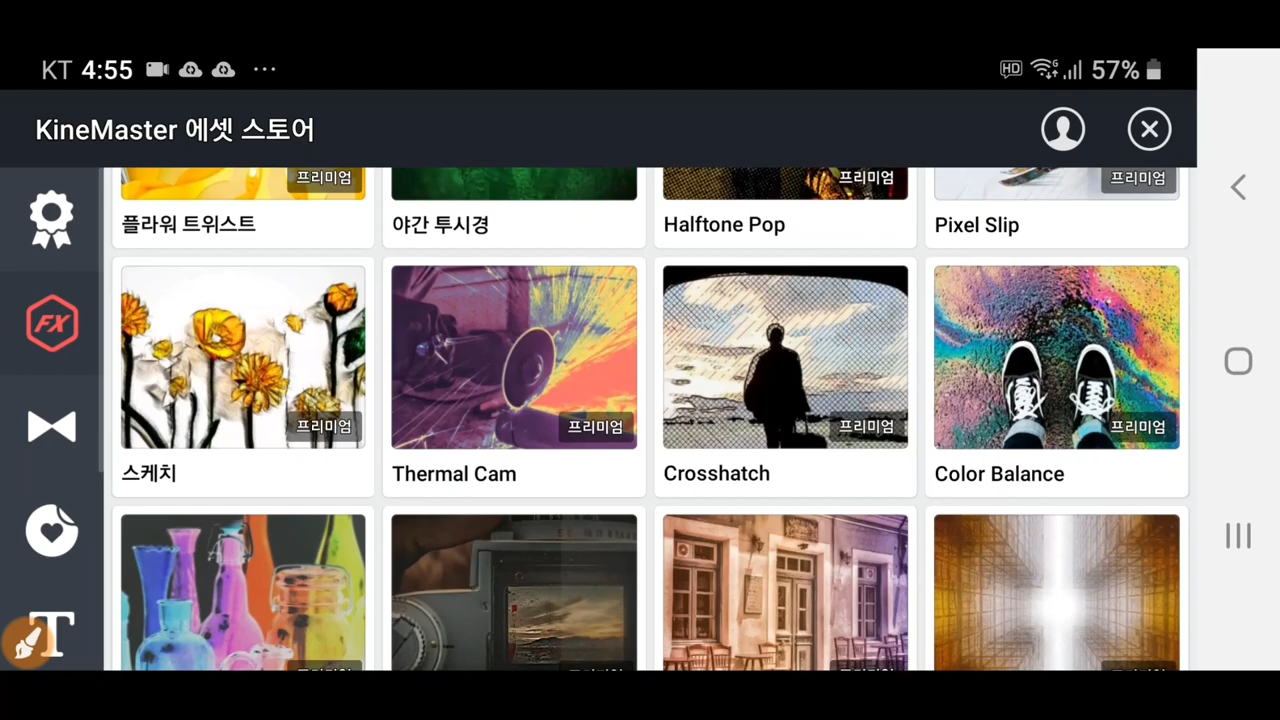 KT 4:55 ... HD 57%
KineMaster 에셋 스토어
프리미엄 프리미엄 프리미엄
플라워 트위스트 야간 투시경 Halftone Pop Pixel Slip
FX
프리미엄 프리미엄 프리미엄 프리미엄
스케치 Thermal Cam Crosshatch Color Balance
T